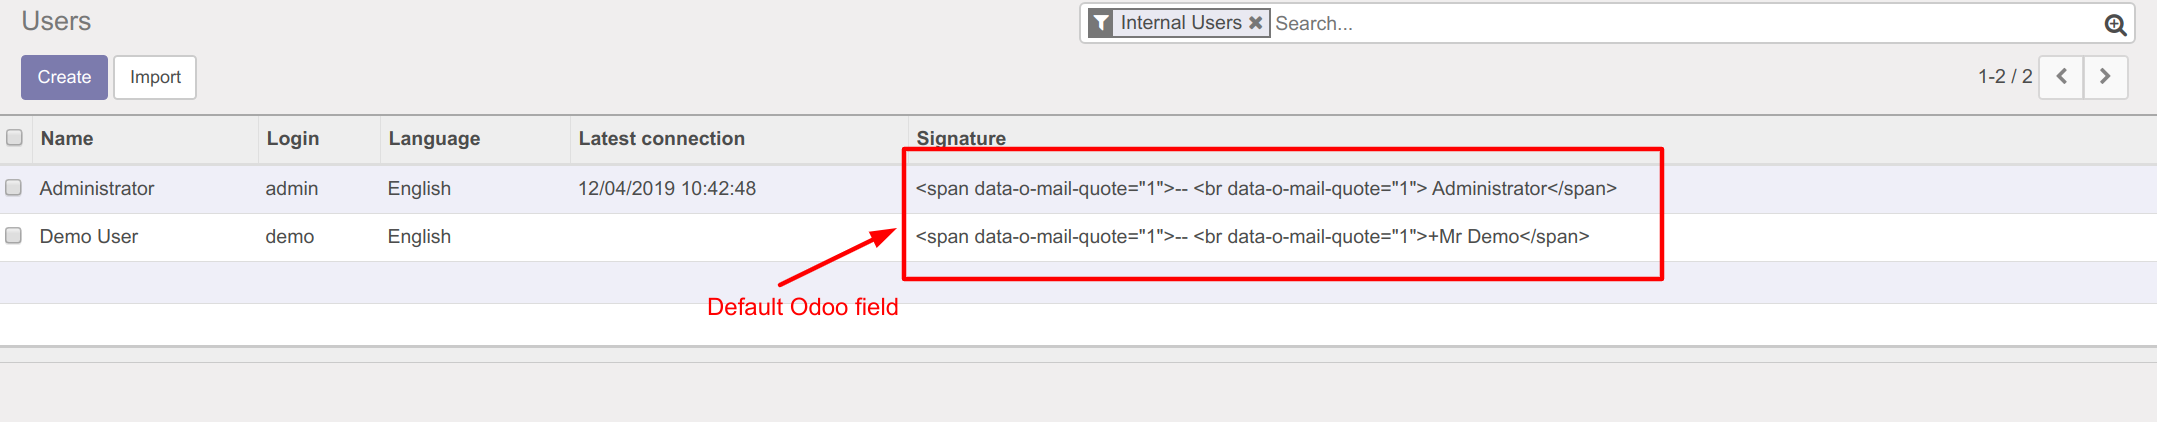 Users
Internal Users ✖ Search...
Create Import
1-2 / 2
Name Login Language Latest connection Signature
Administrator admin English 12/04/2019 10:42:48 <span data-o-mail-quote="1">-- <br data-o-mail-quote="1"> Administrator</span>
Demo User demo English <span data-o-mail-quote="1">-- <br data-o-mail-quote="1">+Mr Demo</span>
Default Odoo field